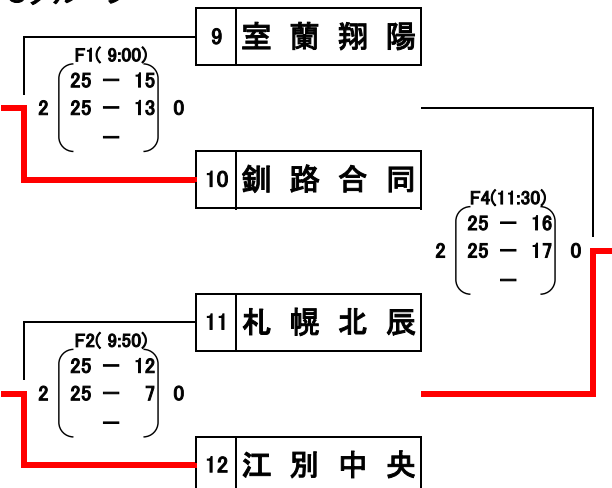 グループ
9 室蘭翔陽
F1( 9:00)
25 － 15
2 25 － 13 0
－
10 釧路合同
F4(11:30)
25 － 16
2 25 － 17 0
－
11 札幌北辰
F2( 9:50)
25 － 12
2 25 － 7 0
－
12 江別中央